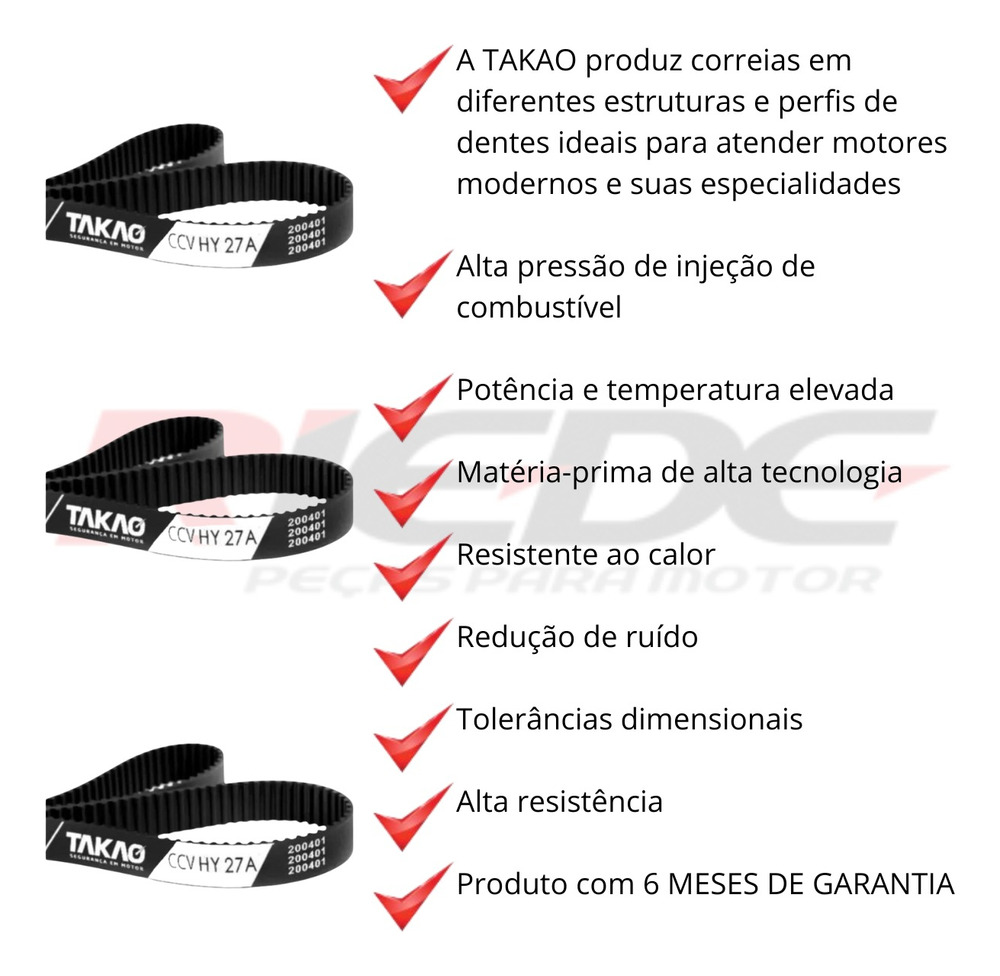 A TAKAO produz correias em
diferentes estruturas e perfis de
dentes ideais para atender motores
modernos e suas especialidades
TAKAO
SEGURANÇA EM MOTOR
CCV HY 27A
200401
200401
200401
Alta pressão de injeção de
combustível
Potência e temperatura elevada
RIEDE
Matéria-prima de alta tecnologia
TAKAO
SEGURANÇA EM MOTOR
CCV HY 27A
200401
200401
200401
Resistente ao calor
PEÇAS PARA MOTOR
Redução de ruído
Tolerâncias dimensionais
Alta resistência
TAKAO
SEGURANÇA EM MOTOR
CCV HY 27A
200401
200401
200401
Produto com 6 MESES DE GARANTIA